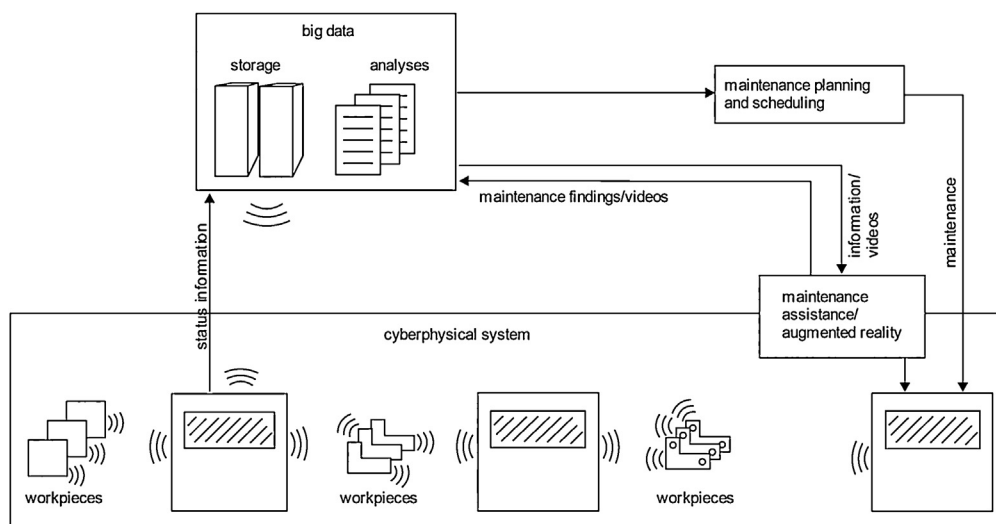 big data
storage
analyses
maintenance planning
and scheduling
maintenance findings/videos
information/
videos
maintenance
status information
maintenance
assistance/
augmented reality
cyberphysical system
workpieces
workpieces
workpieces